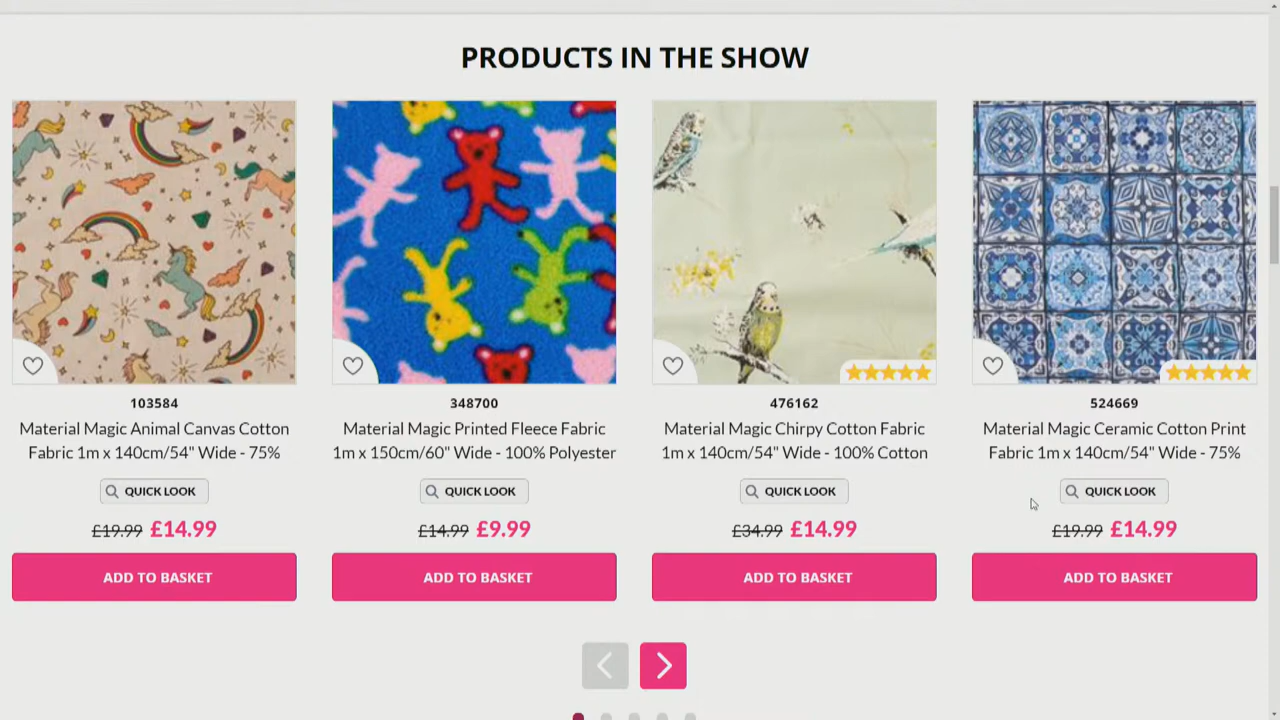 PRODUCTS IN THE SHOW
103584
Material Magic Animal Canvas Cotton
Fabric 1m x 140cm/54" Wide - 75%
QUICK LOOK
£19.99 £14.99
ADD TO BASKET
348700
Material Magic Printed Fleece Fabric
1m x 150cm/60" Wide - 100% Polyester
QUICK LOOK
£14.99 £9.99
ADD TO BASKET
476162
Material Magic Chirpy Cotton Fabric
1m x 140cm/54" Wide - 100% Cotton
QUICK LOOK
£34.99 £14.99
ADD TO BASKET
524669
Material Magic Ceramic Cotton Print
Fabric 1m x 140cm/54" Wide - 75%
QUICK LOOK
£19.99 £14.99
ADD TO BASKET